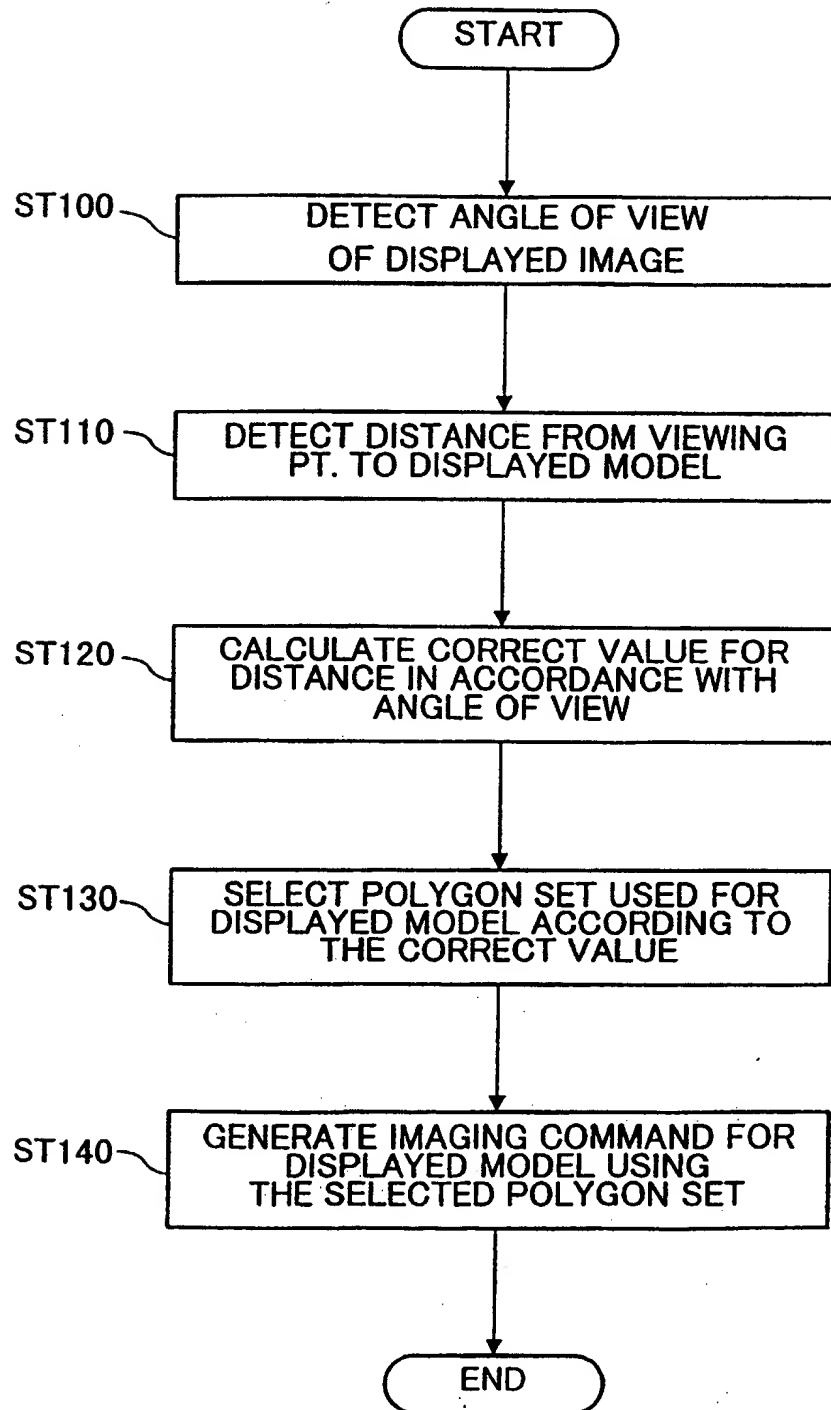 START
ST100
DETECT ANGLE OF VIEW
OF DISPLAYED IMAGE
ST110
DETECT DISTANCE FROM VIEWING
PT. TO DISPLAYED MODEL
ST120
CALCULATE CORRECT VALUE FOR
DISTANCE IN ACCORDANCE WITH
ANGLE OF VIEW
ST130
SELECT POLYGON SET USED FOR
DISPLAYED MODEL ACCORDING TO
THE CORRECT VALUE
ST140
GENERATE IMAGING COMMAND FOR
DISPLAYED MODEL USING
THE SELECTED POLYGON SET
END